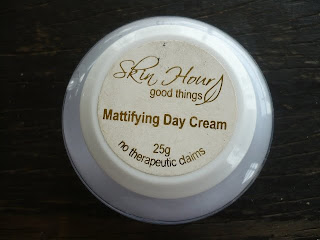 Skin Hour
good things
Mattifying Day Cream
25g
no therapeutic claims